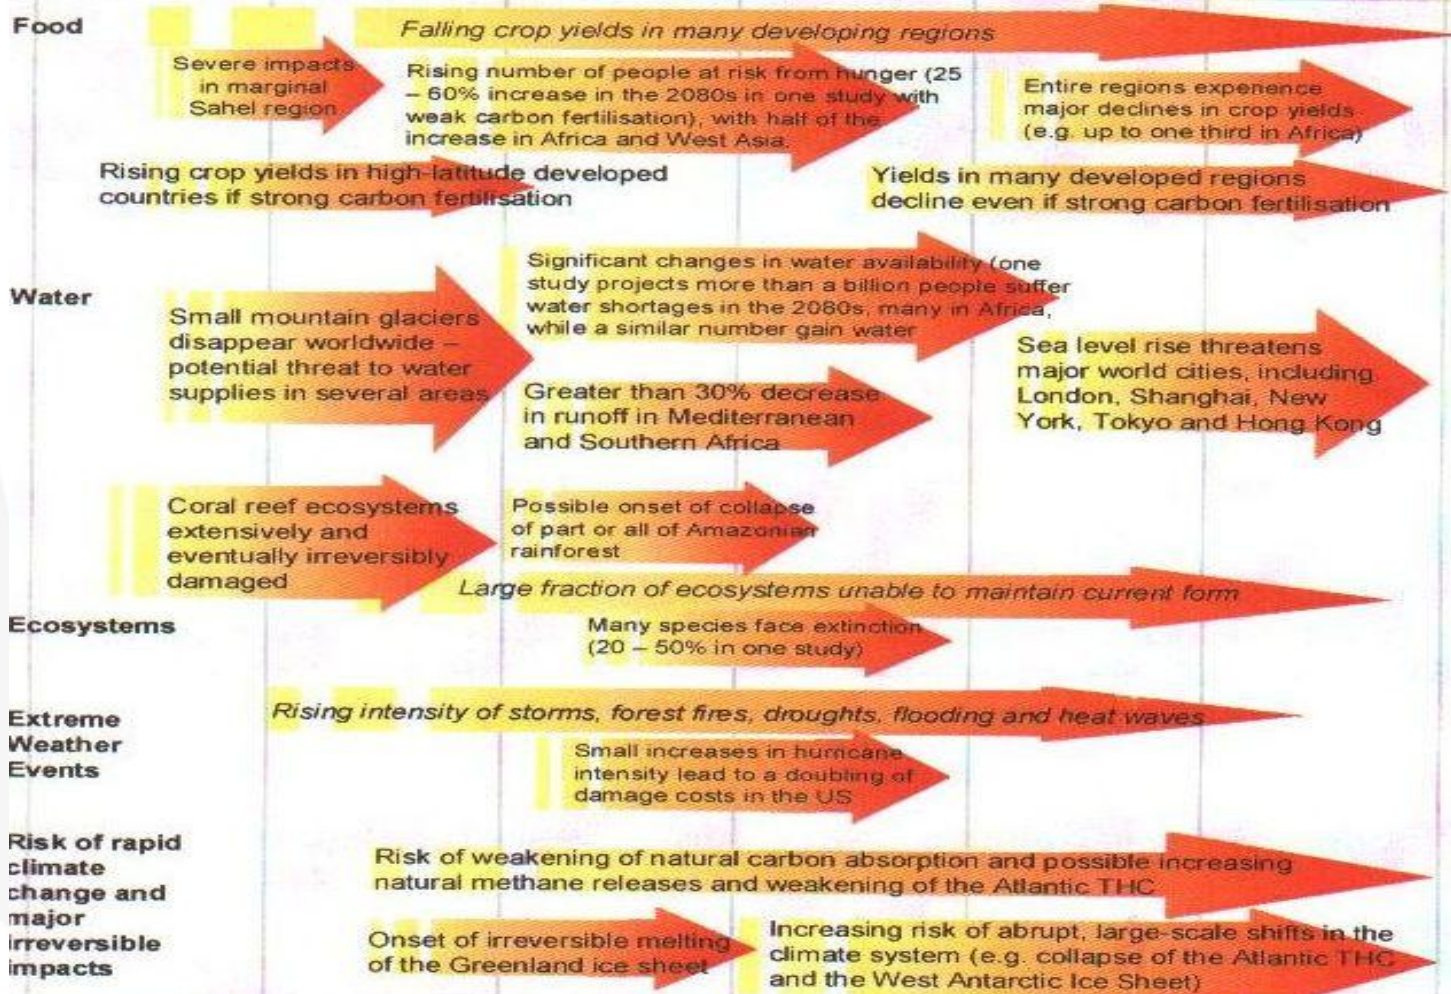 Food
Falling crop yields in many developing regions
Severe impacts
in marginal
Sahel region
Rising number of people at risk from hunger (25
– 60% increase in the 2080s in one study with
weak carbon fertilisation), with half of the
increase in Africa and West Asia.
Entire regions experience
major declines in crop yields
(e.g. up to one third in Africa)
Rising crop yields in high-latitude developed
countries if strong carbon fertilisation
Yields in many developed regions
decline even if strong carbon fertilisation
Water
Small mountain glaciers
disappear worldwide –
potential threat to water
supplies in several areas
Significant changes in water availability (one
study projects more than a billion people suffer
water shortages in the 2080s, many in Africa,
while a similar number gain water
Greater than 30% decrease
in runoff in Mediterranean
and Southern Africa
Sea level rise threatens
major world cities, including
London, Shanghai, New
York, Tokyo and Hong Kong
Coral reef ecosystems
extensively and
eventually irreversibly
damaged
Possible onset of collapse
of part or all of Amazonian
rainforest
Large fraction of ecosystems unable to maintain current form
Ecosystems
Many species face extinction
(20 – 50% in one study)
Extreme
Weather
Events
Rising intensity of storms, forest fires, droughts, flooding and heat waves
Small increases in hurricane
intensity lead to a doubling of
damage costs in the US
Risk of rapid
climate
change and
major
irreversible
impacts
Risk of weakening of natural carbon absorption and possible increasing
natural methane releases and weakening of the Atlantic THC
Onset of irreversible melting
of the Greenland ice sheet
Increasing risk of abrupt, large-scale shifts in the
climate system (e.g. collapse of the Atlantic THC
and the West Antarctic Ice Sheet)